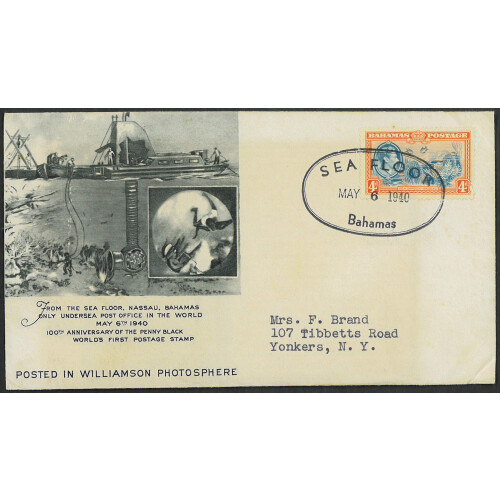 BAHAMAS POSTAGE
4d 4d
SEA FLOOR
MAY 6 1940
Bahamas
FROM THE SEA FLOOR, NASSAU, BAHAMAS
ONLY UNDERSEA POST OFFICE IN THE WORLD
MAY 6TH 1940
100TH ANNIVERSARY OF THE PENNY BLACK
WORLD'S FIRST POSTAGE STAMP
Mrs. F. Brand
107 Tibbetts Road
Yonkers, N. Y.
POSTED IN WILLIAMSON PHOTOSPHERE